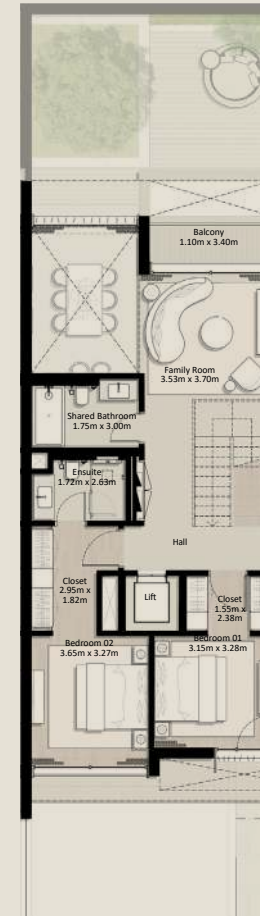 Balcony
1.10m x 3.40m
Family Room
3.53m x 3.70m
Shared Bathroom
1.75m x 3.00m
Ensuite
1.72m x 2.63m
Hall
Closet
2.95m x
1.82m
Lift
Closet
1.55m x
2.38m
Bedroom 02
3.65m x 3.27m
Bedroom 01
3.15m x 3.28m